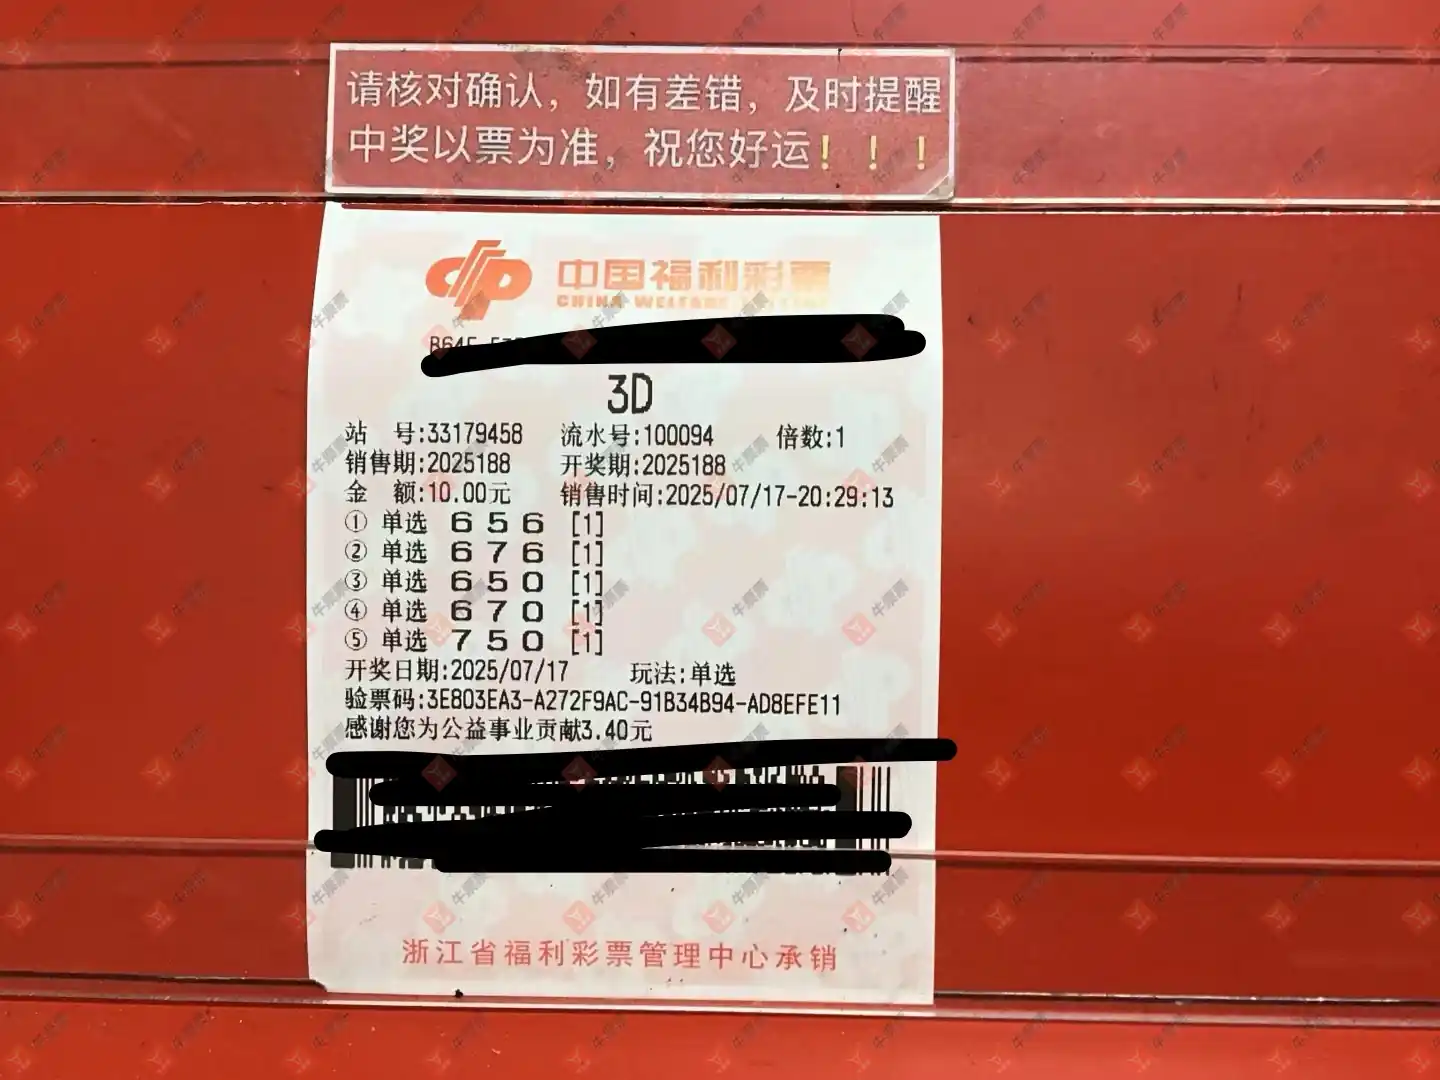 请核对确认，如有差错，及时提醒
中奖以票为准，祝您好运！！！
中国福利彩票
CHINA WELFARE
3D
站 号:33179458 流水号:100094 倍数:1
销售期:2025188 开奖期:2025188
金 额:10.00元 销售时间:2025/07/17-20:29:13
① 单选 6 5 6 [1]
② 单选 6 7 6 [1]
③ 单选 6 5 0 [1]
④ 单选 6 7 0 [1]
⑤ 单选 7 5 0 [1]
开奖日期:2025/07/17 玩法:单选
验票码:3E803EA3-A272F9AC-91B34B94-AD8EFE11
感谢您为公益事业贡献3.40元
浙江省福利彩票管理中心承销
牛票票